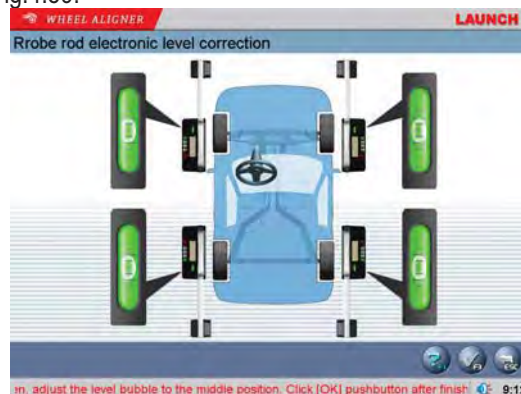 WHEEL ALIGNER
LAUNCH
Rrobe rod electronic level correction
adjust the level bubble to the middle position. Click [OK] pushbutton after finish